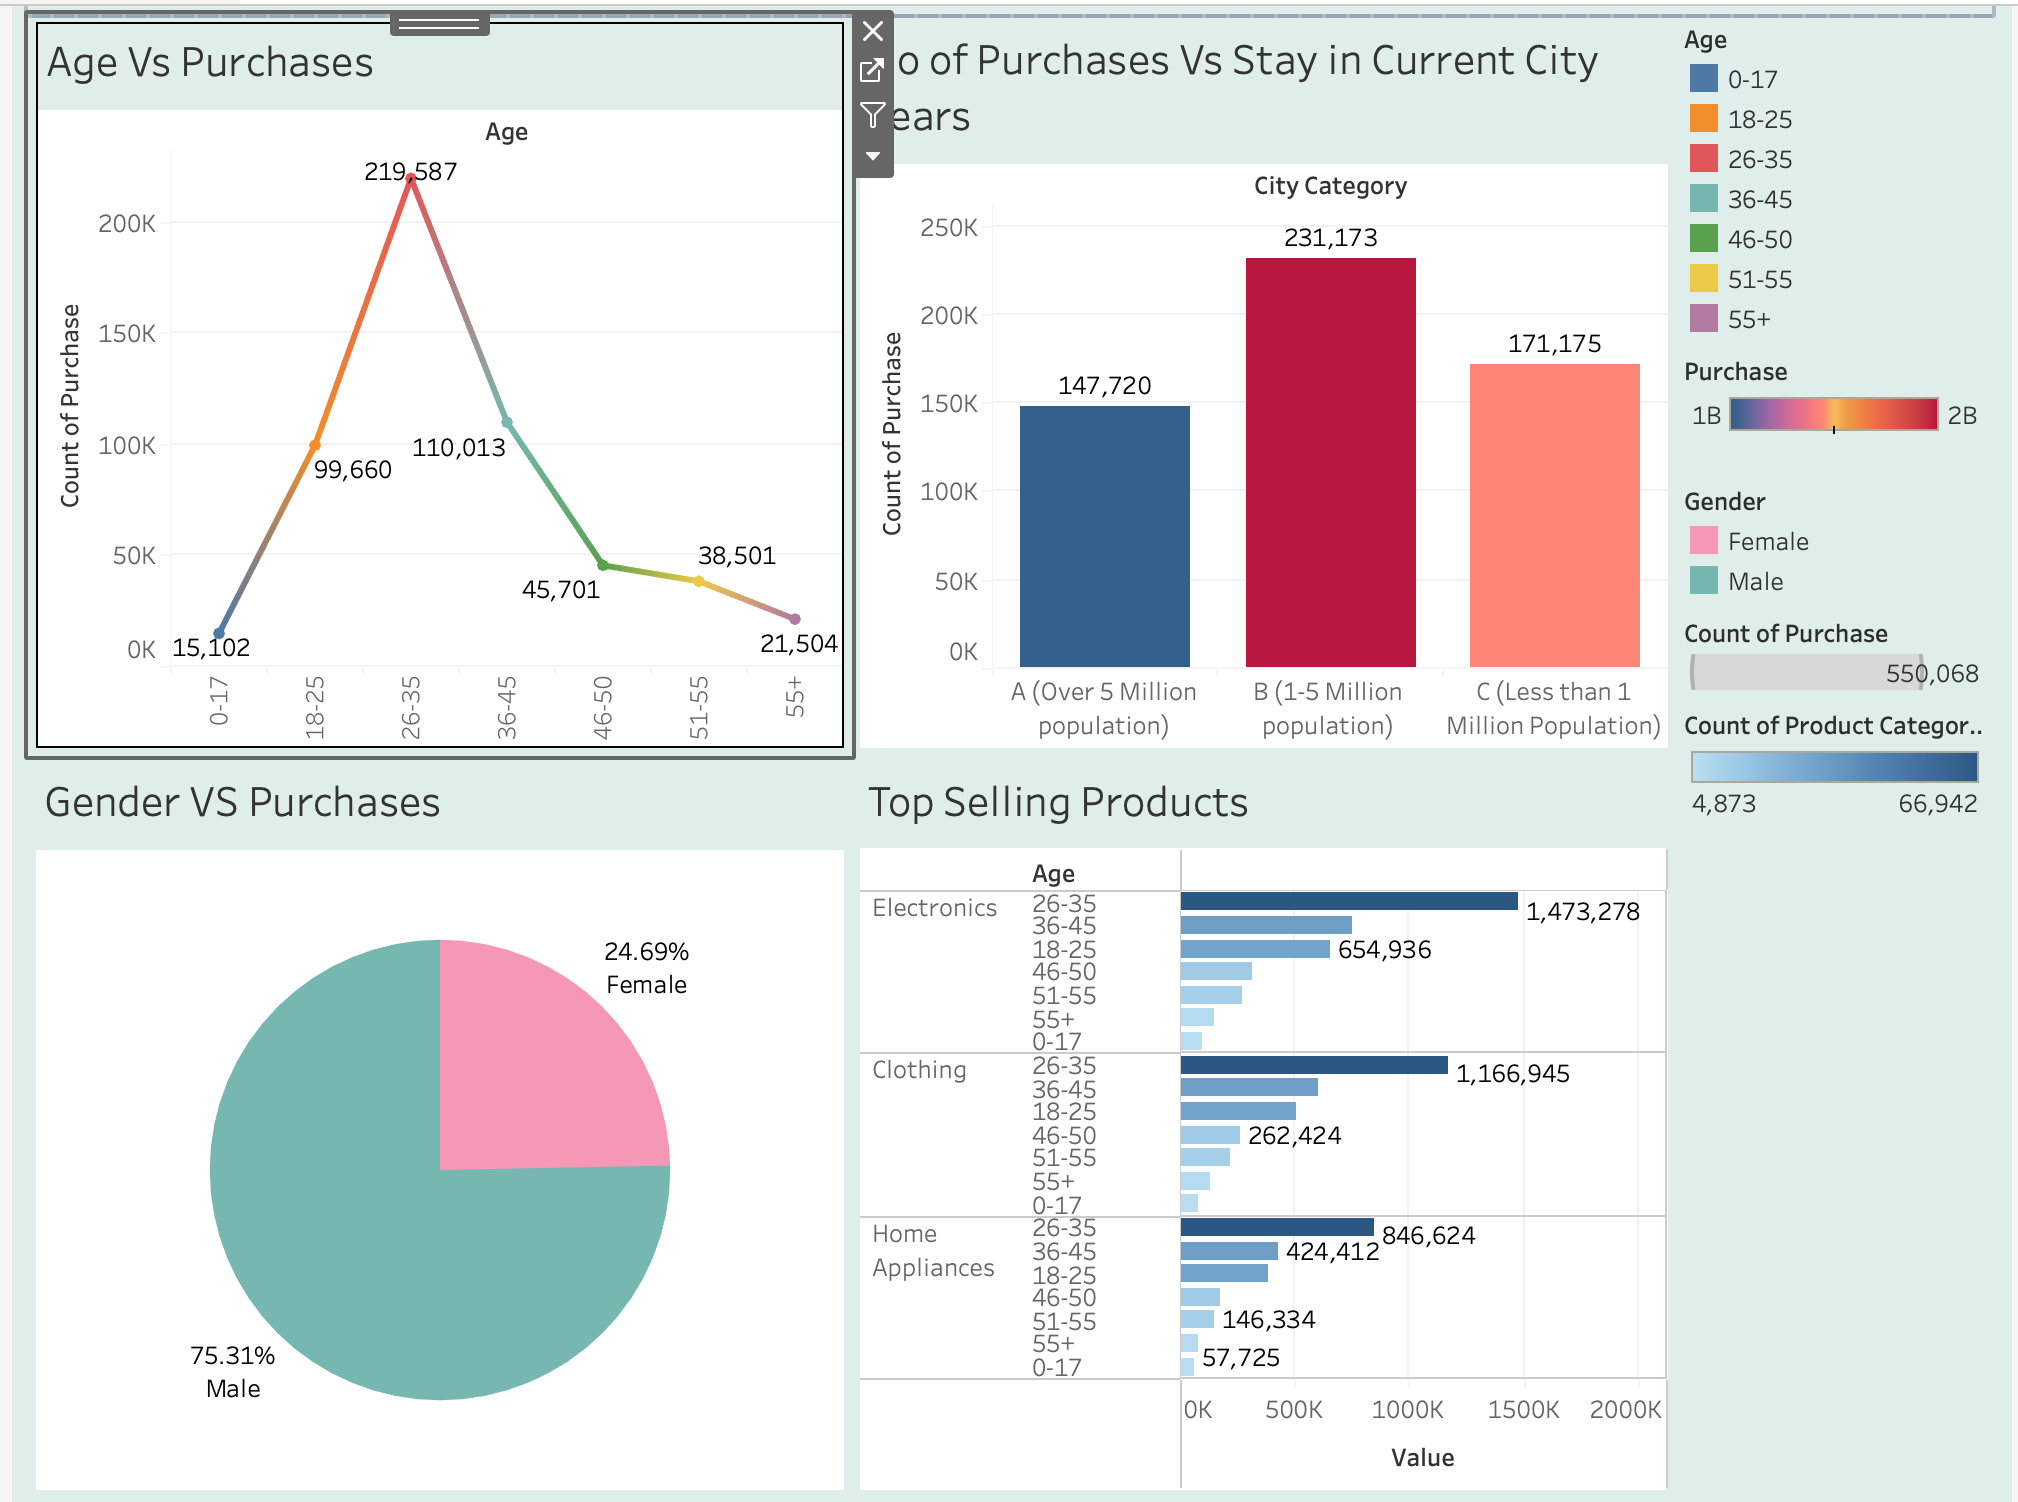 Age Vs Purchases
Age
219,587
200K
150K
100K
50K
0K
Count of Purchase
99,660
110,013
45,701
38,501
15,102
21,504
0-17
18-25
26-35
36-45
46-50
51-55
55+
o of Purchases Vs Stay in Current City
ears
City Category
250K
200K
150K
100K
50K
0K
Count of Purchase
147,720
231,173
171,175
A (Over 5 Million
population)
B (1-5 Million
population)
C (Less than 1
Million Population)
Age
0-17
18-25
26-35
36-45
46-50
51-55
55+
Purchase
1B 2B
Gender
Female
Male
Count of Purchase
550,068
Count of Product Categor..
4,873 66,942
Gender VS Purchases
24.69%
Female
75.31%
Male
Top Selling Products
Age
Electronics
26-35 1,473,278
36-45
18-25 654,936
46-50
51-55
55+
0-17
Clothing
26-35 1,166,945
36-45
18-25
46-50 262,424
51-55
55+
0-17
Home
Appliances
26-35 846,624
36-45 424,412
18-25
46-50
51-55 146,334
55+
0-17 57,725
0K 500K 1000K 1500K 2000K
Value